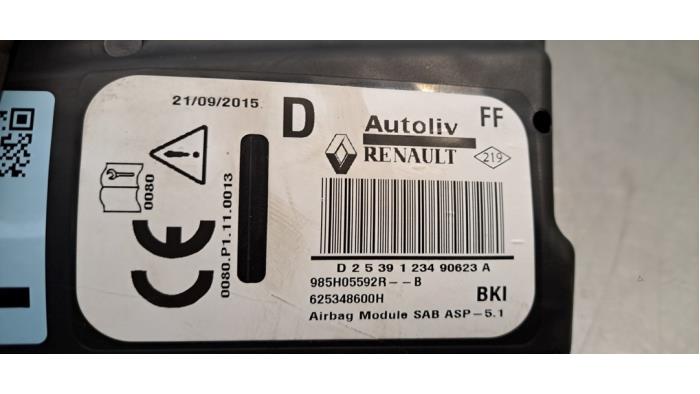 21/09/2015
D
Autoliv
FF
RENAULT
219
0080
0080.P1.11.0013
CE
D 2 5 39 1 234 90623 A
985H05592R--B
625348600H
BKI
Airbag Module SAB ASP-5.1